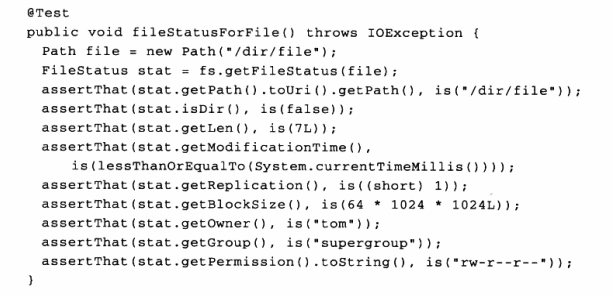 @Test
public void fileStatusForFile() throws IOException {
  Path file = new Path("/dir/file");
  FileStatus stat = fs.getFileStatus(file);
  assertThat(stat.getPath().toUri().getPath(), is("/dir/file"));
  assertThat(stat.isDir(), is(false));
  assertThat(stat.getLen(), is(7L));
  assertThat(stat.getModificationTime(),
      is(lessThanOrEqualTo(System.currentTimeMillis())));
  assertThat(stat.getReplication(), is((short) 1));
  assertThat(stat.getBlockSize(), is(64 * 1024 * 1024L));
  assertThat(stat.getOwner(), is("tom"));
  assertThat(stat.getGroup(), is("supergroup"));
  assertThat(stat.getPermission().toString(), is("rw-r--r--"));
}